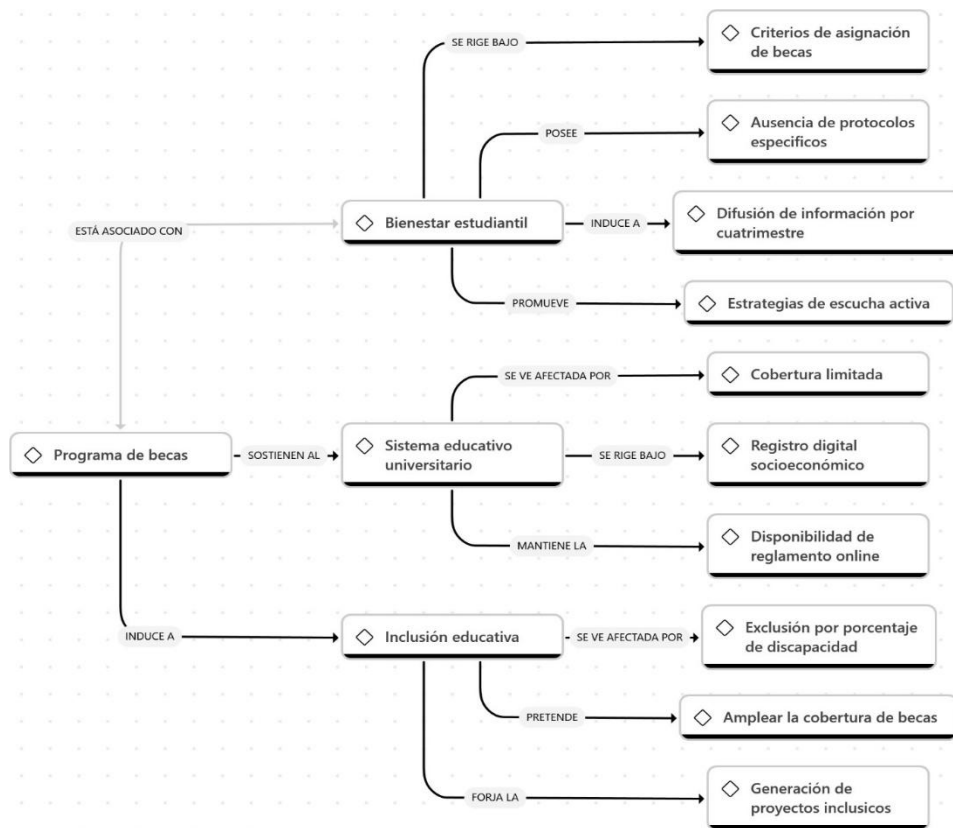 SE RIGE BAJO
Criterios de asignación
de becas
POSEE
Ausencia de protocolos
especificos
ESTÁ ASOCIADO CON
Bienestar estudiantil
INDUCE A
Difusión de información por
cuatrimestre
PROMUEVE
Estrategias de escucha activa
SE VE AFECTADA POR
Cobertura limitada
Programa de becas
SOSTIENEN AL
Sistema educativo
universitario
SE RIGE BAJO
Registro digital
socioeconómico
MANTIENE LA
Disponibilidad de
reglamento online
INDUCE A
Inclusión educativa
SE VE AFECTADA POR
Exclusión por porcentaje
de discapacidad
PRETENDE
Amplear la cobertura de becas
FORJA LA
Generación de
proyectos inclusicos